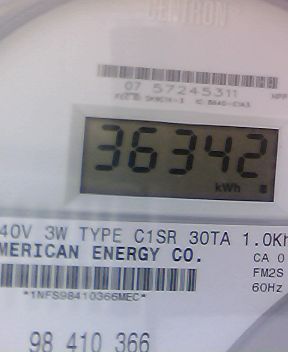 CENTRON
07 57245311
36342
kWh
40V 3W TYPE C1SR 30TA 1.0Kh
MERICAN ENERGY CO.
CA 0
FM2S
60Hz
*1NFS98410366MEC*
98 410 366